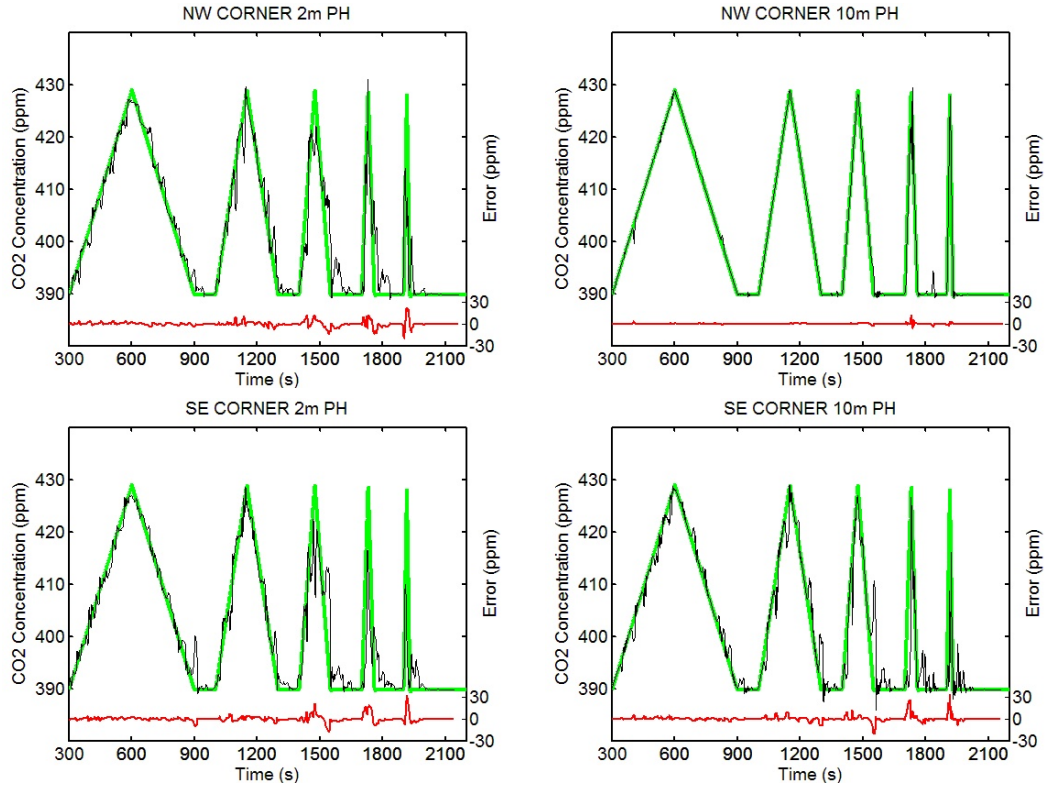 NW CORNER 2m PH
CO2 Concentration (ppm)
430
420
410
400
390
Error (ppm)
30
0
-30
300 600 900 1200 1500 1800 2100
Time (s)
NW CORNER 10m PH
CO2 Concentration (ppm)
430
420
410
400
390
Error (ppm)
30
0
-30
300 600 900 1200 1500 1800 2100
Time (s)
SE CORNER 2m PH
CO2 Concentration (ppm)
430
420
410
400
390
Error (ppm)
30
0
-30
300 600 900 1200 1500 1800 2100
Time (s)
SE CORNER 10m PH
CO2 Concentration (ppm)
430
420
410
400
390
Error (ppm)
30
0
-30
300 600 900 1200 1500 1800 2100
Time (s)